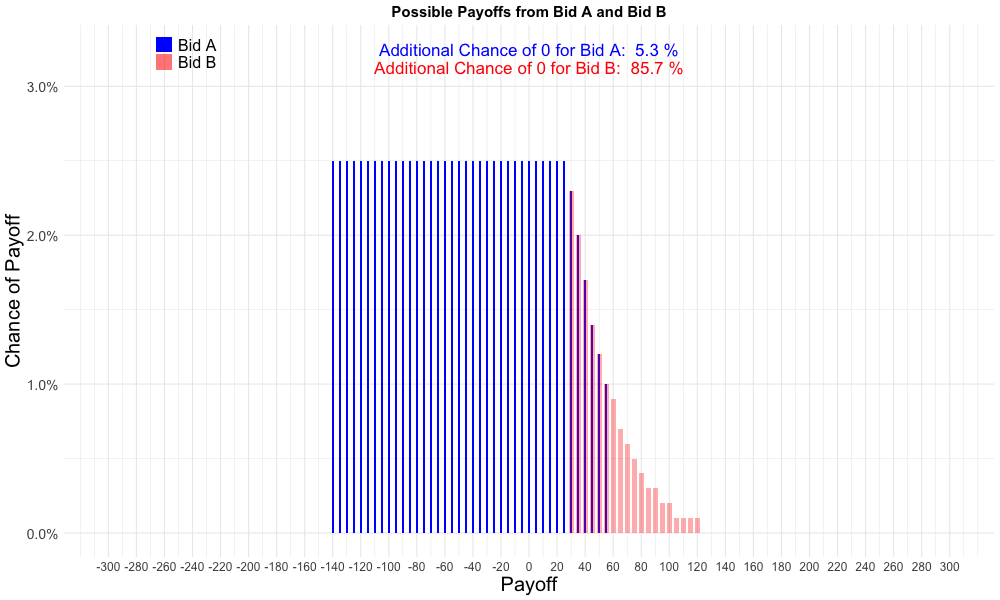 Possible Payoffs from Bid A and Bid B
Bid A
Bid B
Additional Chance of 0 for Bid A: 5.3 %
Additional Chance of 0 for Bid B: 85.7 %
3.0%
2.0%
1.0%
0.0%
Chance of Payoff
-300 -280 -260 -240 -220 -200 -180 -160 -140 -120 -100 -80 -60 -40 -20 0 20 40 60 80 100 120 140 160 180 200 220 240 260 280 300
Payoff